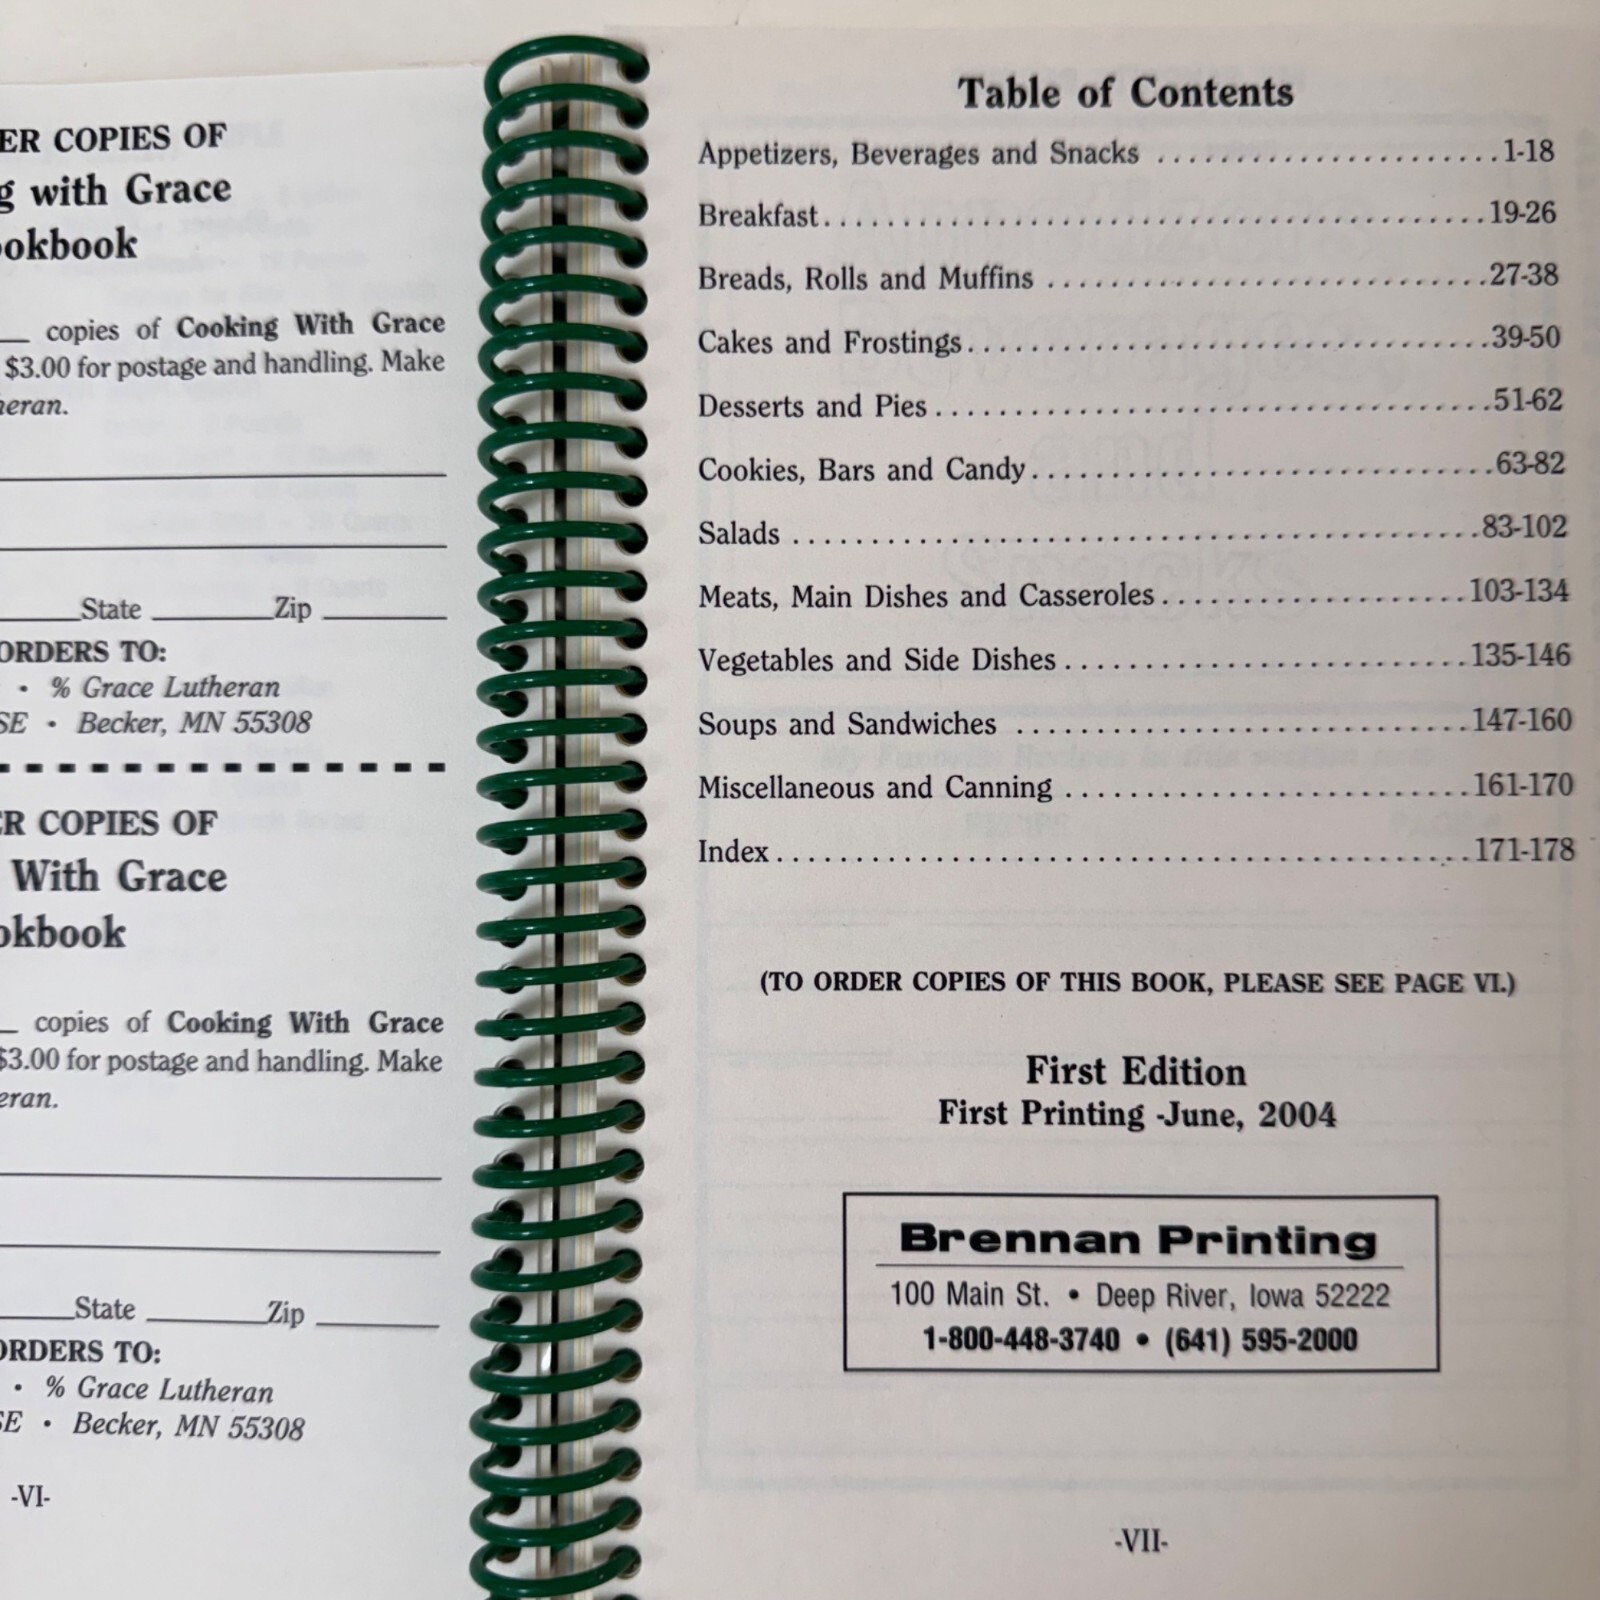 COPIES OF
with Grace
copies of Cooking With Grace
$3.00 for postage and handling. Make
State Zip
ORDERS TO:
• % Grace Lutheran
SE • Becker, MN 55308
COPIES OF
With Grace
copies of Cooking With Grace
$3.00 for postage and handling. Make
State Zip
ORDERS TO:
• % Grace Lutheran
SE • Becker, MN 55308
-VI-
Table of Contents
Appetizers, Beverages and Snacks ......................1-18
Breakfast..........................................19-26
Breads, Rolls and Muffins ............................27-38
Cakes and Frostings.................................39-50
Desserts and Pies...................................51-62
Cookies, Bars and Candy..............................63-82
Salads ............................................83-102
Meats, Main Dishes and Casseroles....................103-134
Vegetables and Side Dishes..........................135-146
Soups and Sandwiches .............................147-160
Miscellaneous and Canning ..........................161-170
Index............................................171-178
(TO ORDER COPIES OF THIS BOOK, PLEASE SEE PAGE VI.)
First Edition
First Printing -June, 2004
Brennan Printing
100 Main St. • Deep River, Iowa 52222
1-800-448-3740 • (641) 595-2000
-VII-